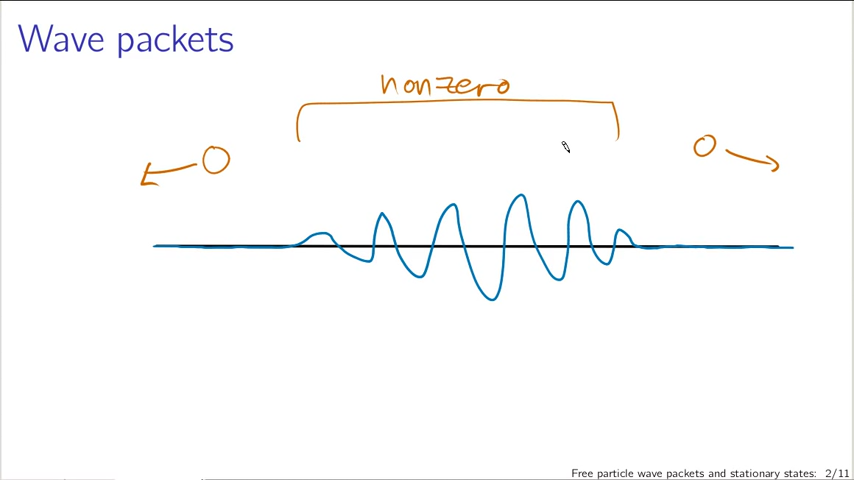 Wave packets
nonzero
0
0
Free particle wave packets and stationary states: 2/11